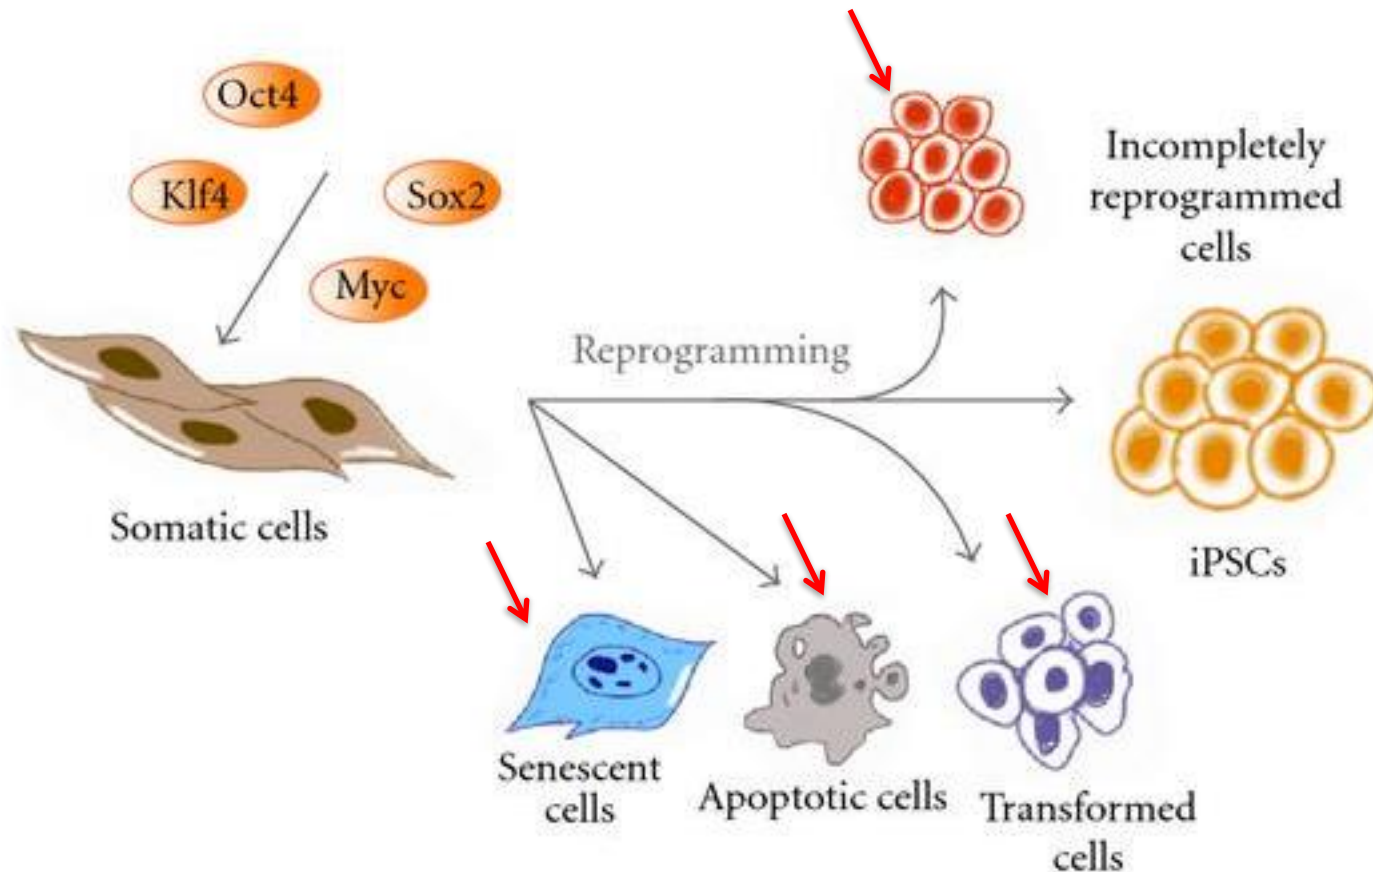 Oct4
Klf4
Sox2
Myc
Incompletely
reprogrammed
cells
Reprogramming
Somatic cells
iPSCs
Senescent
cells
Apoptotic cells
Transformed
cells